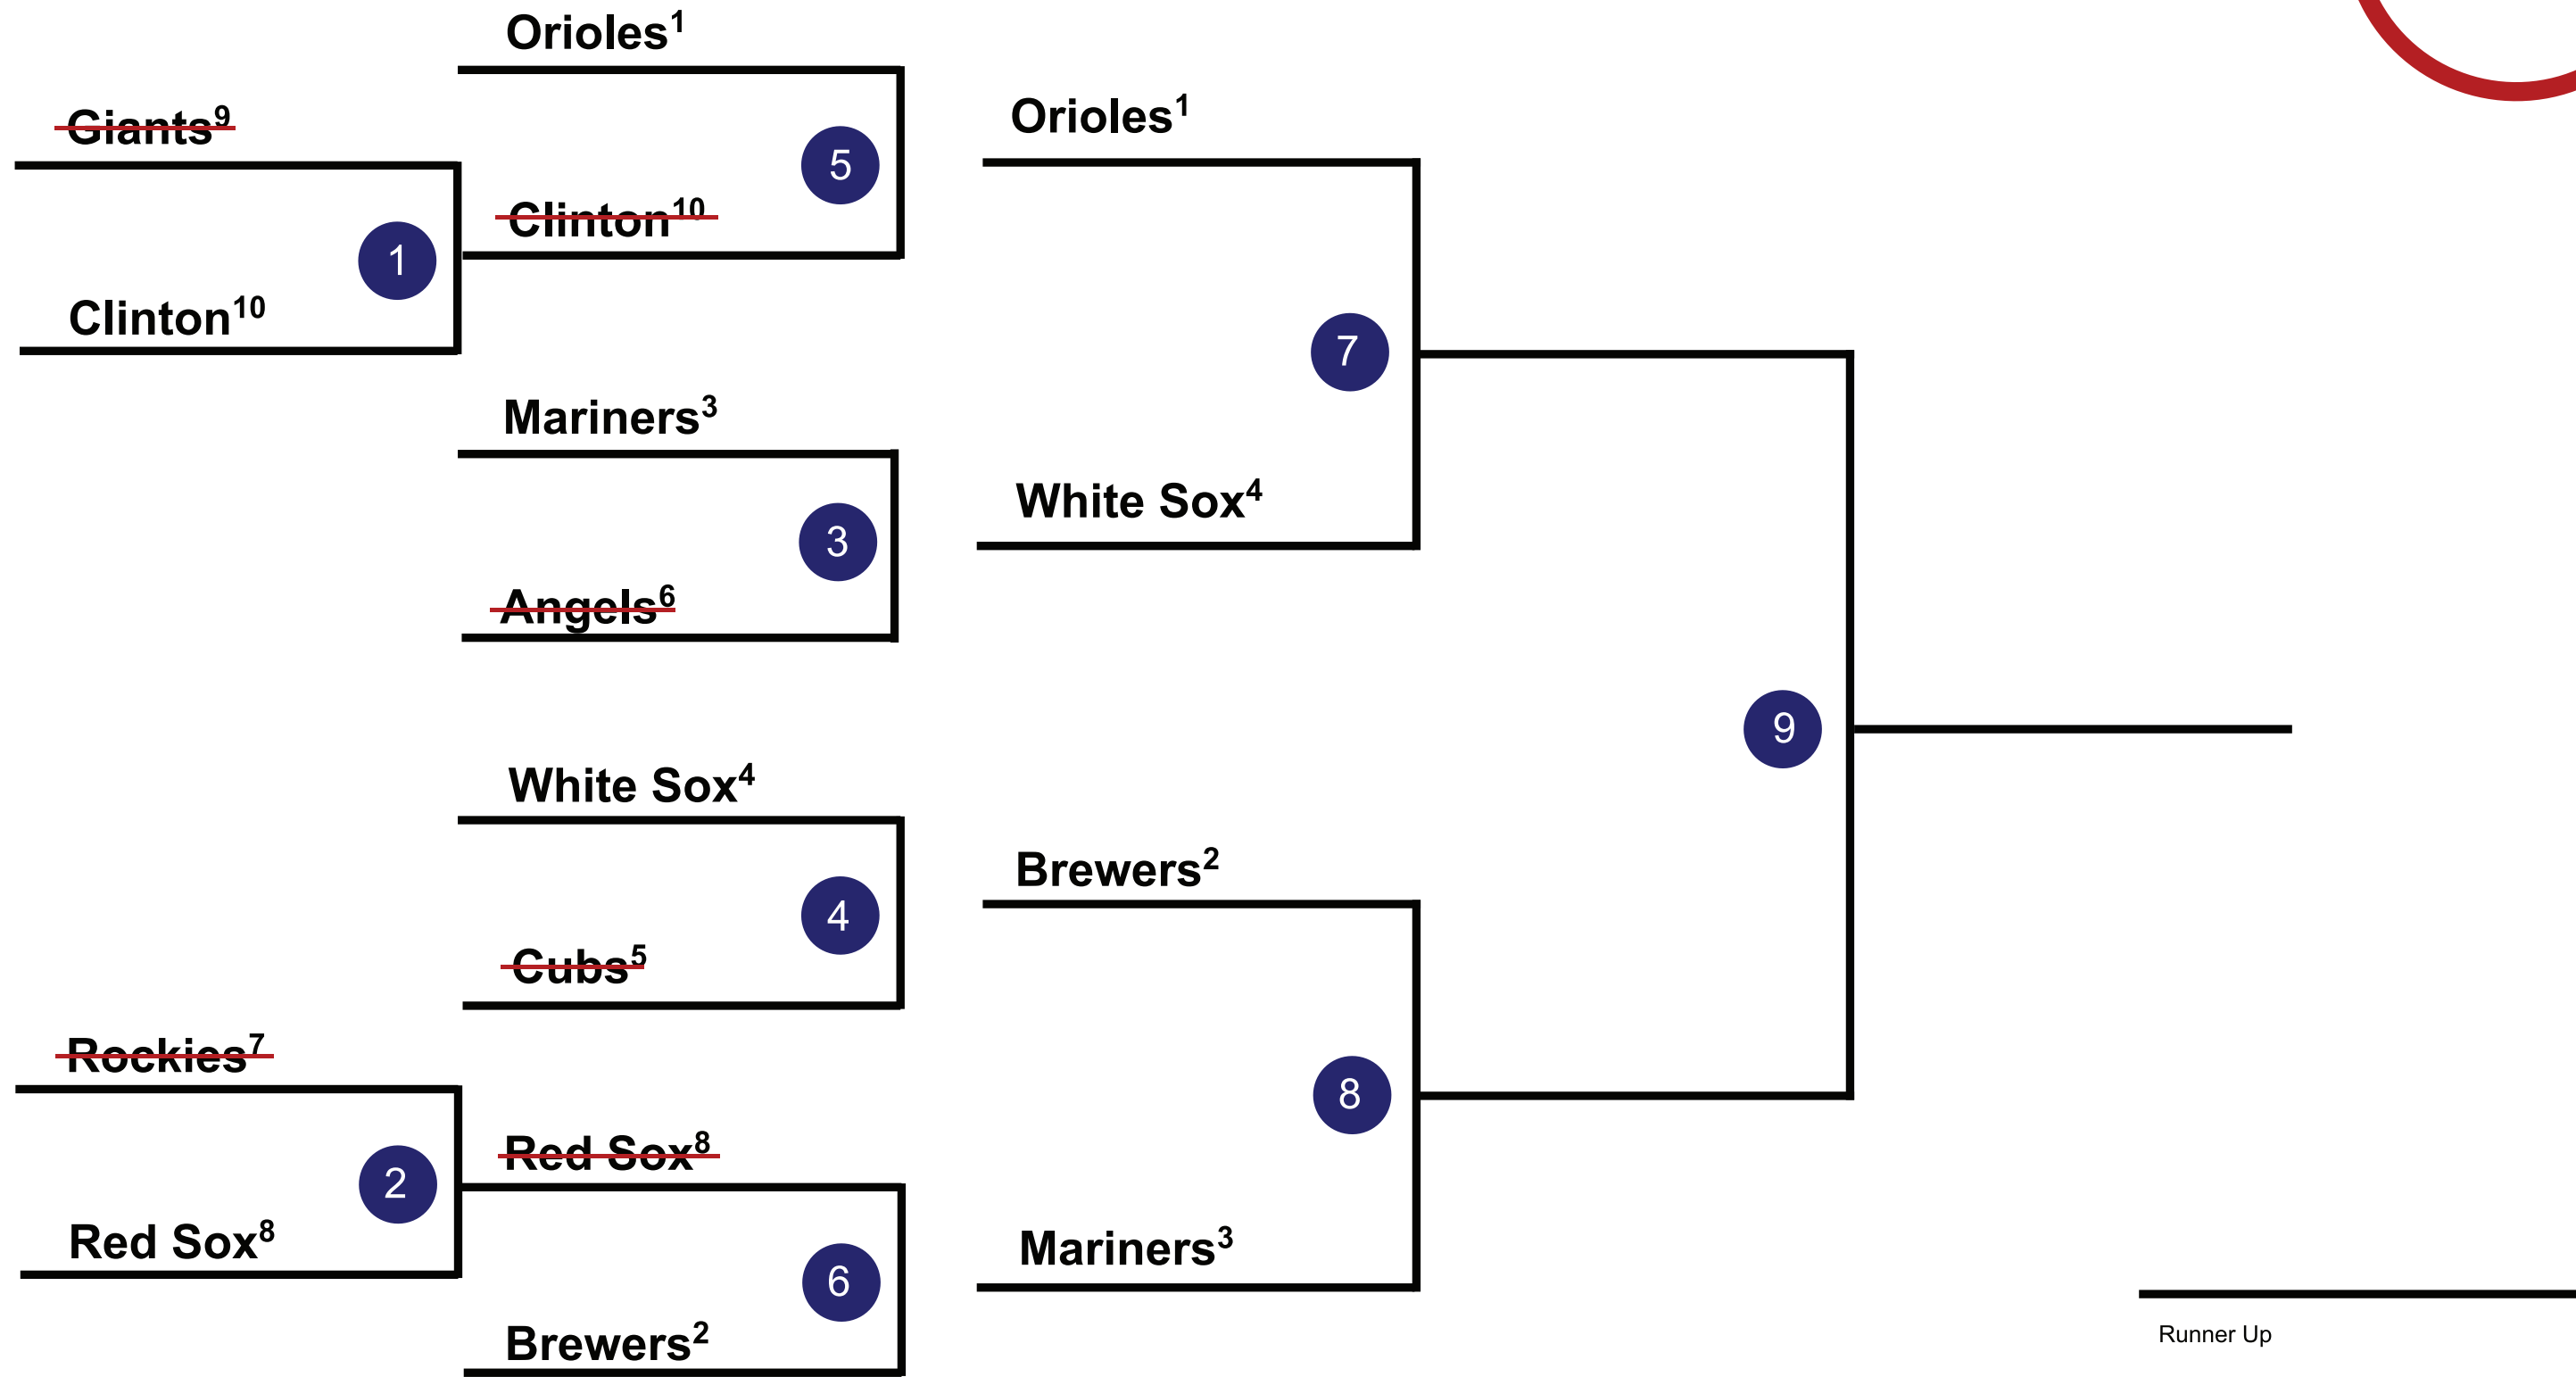 Orioles¹
Giants⁹
5
Clinton¹⁰
1
Clinton¹⁰
Mariners³
3
Angels⁶
White Sox⁴
4
Cubs⁵
Rockies⁷
2
Red Sox⁸
Red Sox⁸
6
Brewers²
Orioles¹
7
White Sox⁴
Brewers²
8
Mariners³
9
Runner Up